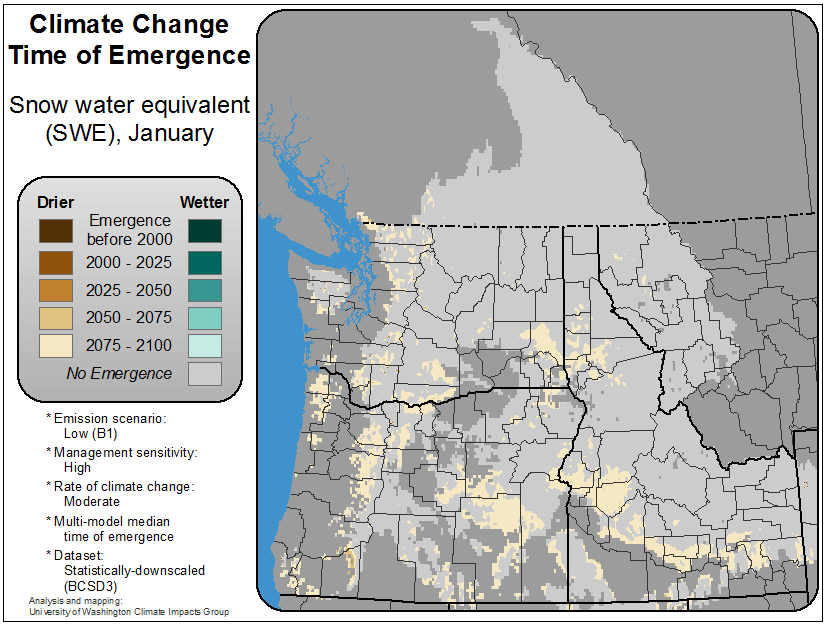 Climate Change
Time of Emergence
Snow water equivalent
(SWE), January
Drier Wetter
Emergence
before 2000
2000 - 2025
2025 - 2050
2050 - 2075
2075 - 2100
No Emergence
* Emission scenario:
Low (B1)
* Management sensitivity:
High
* Rate of climate change:
Moderate
* Multi-model median
time of emergence
* Dataset:
Statistically-downscaled
(BCSD3)
Analysis and mapping:
University of Washington Climate Impacts Group